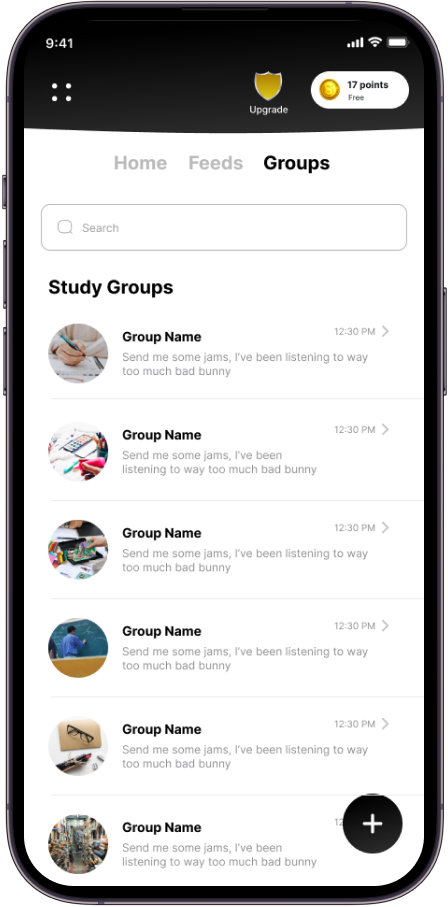 9:41
17 points
Free
Upgrade
Home Feeds Groups
Search
Study Groups
Group Name 12:30 PM
Send me some jams, I've been listening to way
too much bad bunny
Group Name 12:30 PM
Send me some jams, I've been
listening to way too much bad bunny
Group Name 12:30 PM
Send me some jams, I've been listening to way
too much bad bunny
Group Name 12:30 PM
Send me some jams, I've been listening to way
too much bad bunny
Group Name 12:30 PM
Send me some jams, I've been listening to way
too much bad bunny
Group Name
Send me some jams, I've been
listening to way too much bad bunny